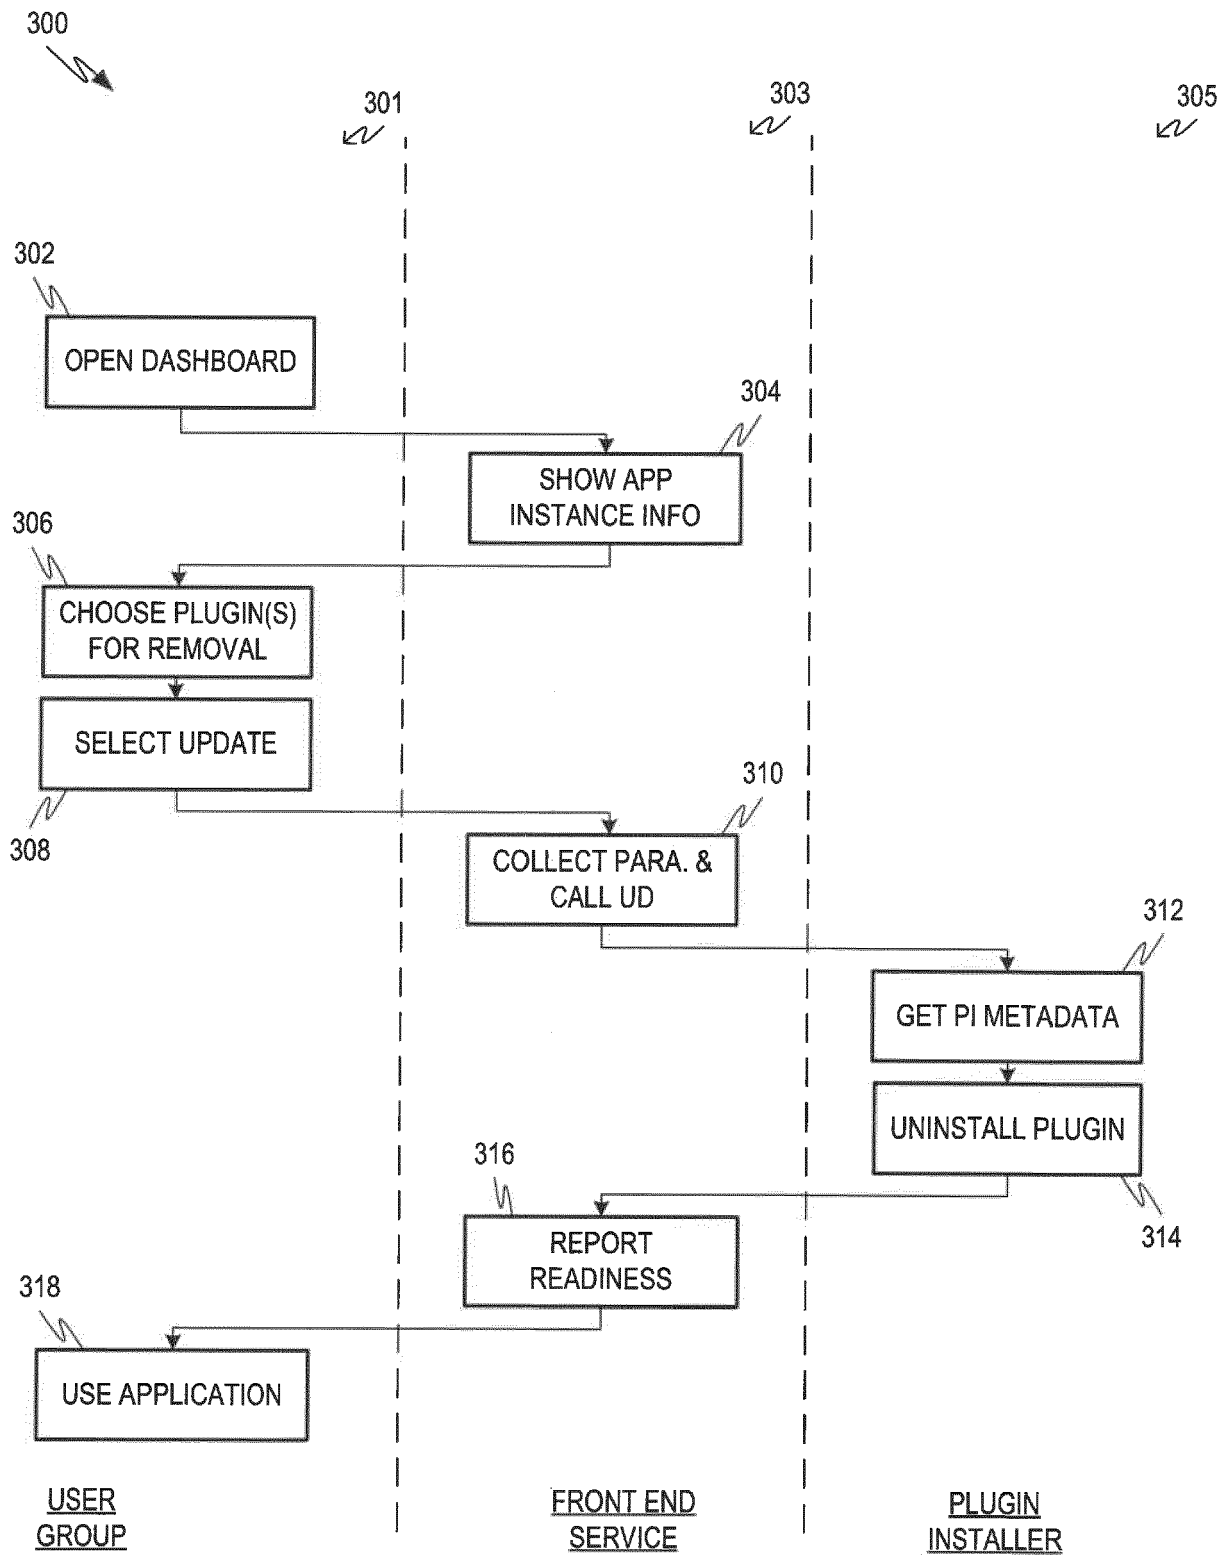 300
301
303
305
302
OPEN DASHBOARD
304
SHOW APP
INSTANCE INFO
306
CHOOSE PLUGIN(S)
FOR REMOVAL
SELECT UPDATE
308
310
COLLECT PARA. &
CALL UD
312
GET PI METADATA
UNINSTALL PLUGIN
314
316
REPORT
READINESS
318
USE APPLICATION
USER
GROUP
FRONT END
SERVICE
PLUGIN
INSTALLER